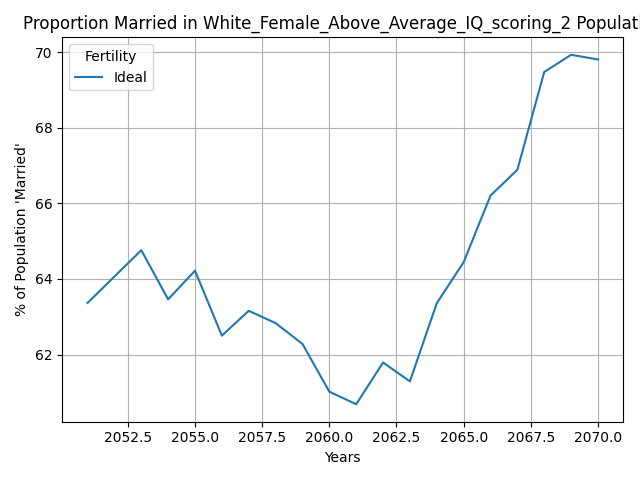 Proportion Married in White_Female_Above_Average_IQ_scoring_2 Populati
Fertility
Ideal
% of Population 'Married'
70
68
66
64
62
2052.5 2055.0 2057.5 2060.0 2062.5 2065.0 2067.5 2070.0
Years